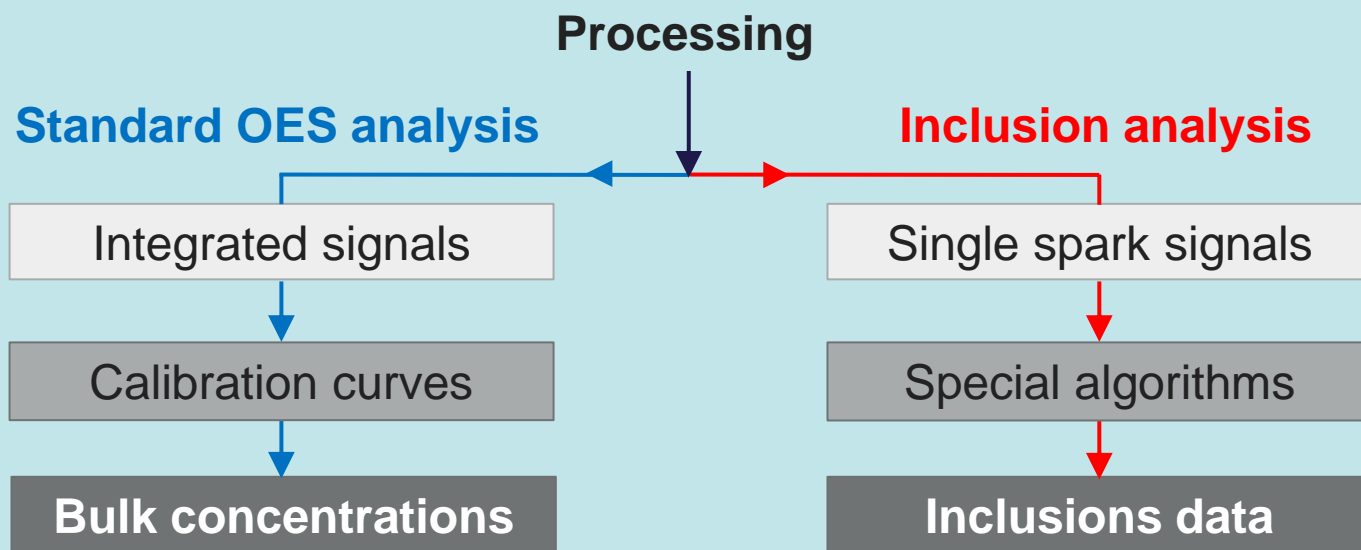 Processing
Standard OES analysis
Inclusion analysis
Integrated signals
Single spark signals
Calibration curves
Special algorithms
Bulk concentrations
Inclusions data